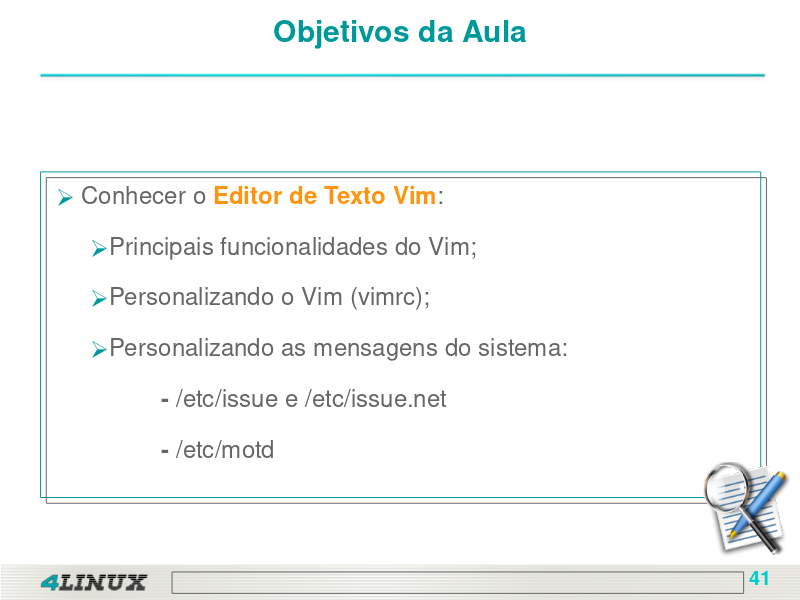 Objetivos da Aula
Conhecer o Editor de Texto Vim:
Principais funcionalidades do Vim;
Personalizando o Vim (vimrc);
Personalizando as mensagens do sistema:
- /etc/issue e /etc/issue.net
- /etc/motd
4LINUX
41